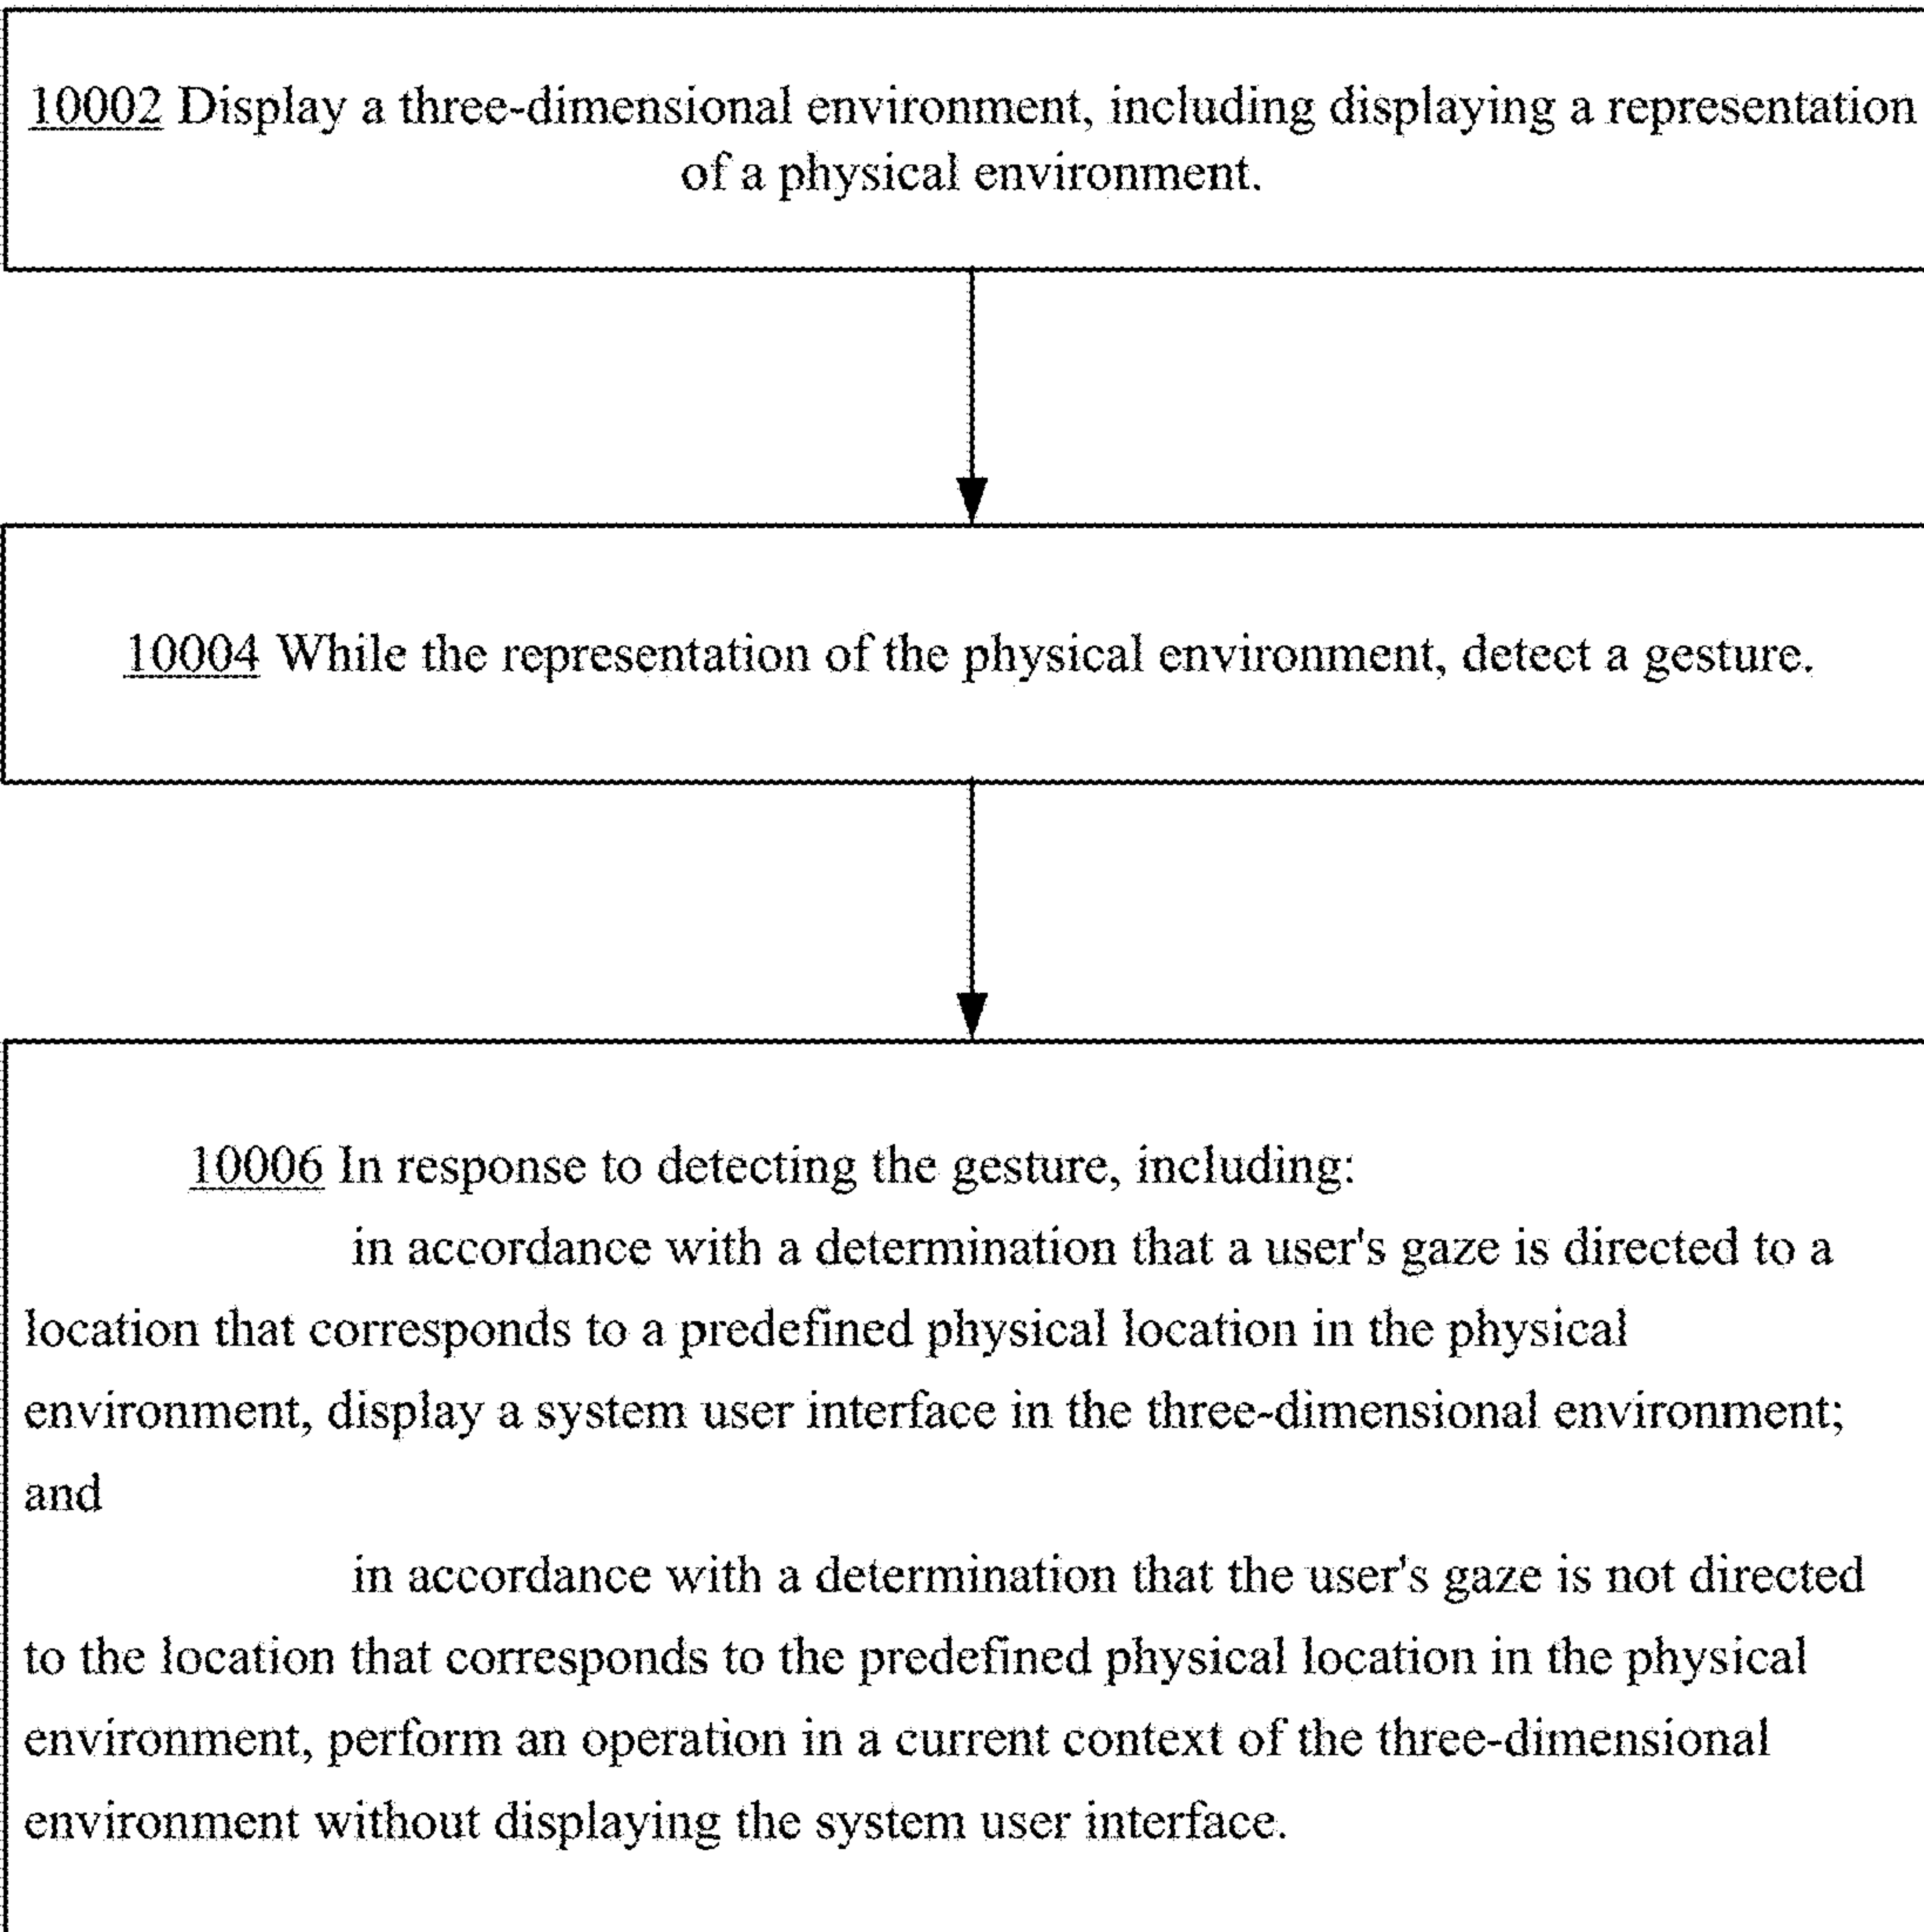 10002 Display a three-dimensional environment, including displaying a representation
of a physical environment.
10004 While the representation of the physical environment, detect a gesture.
10006 In response to detecting the gesture, including:
in accordance with a determination that a user's gaze is directed to a
location that corresponds to a predefined physical location in the physical
environment, display a system user interface in the three-dimensional environment;
and
in accordance with a determination that the user's gaze is not directed
to the location that corresponds to the predefined physical location in the physical
environment, perform an operation in a current context of the three-dimensional
environment without displaying the system user interface.